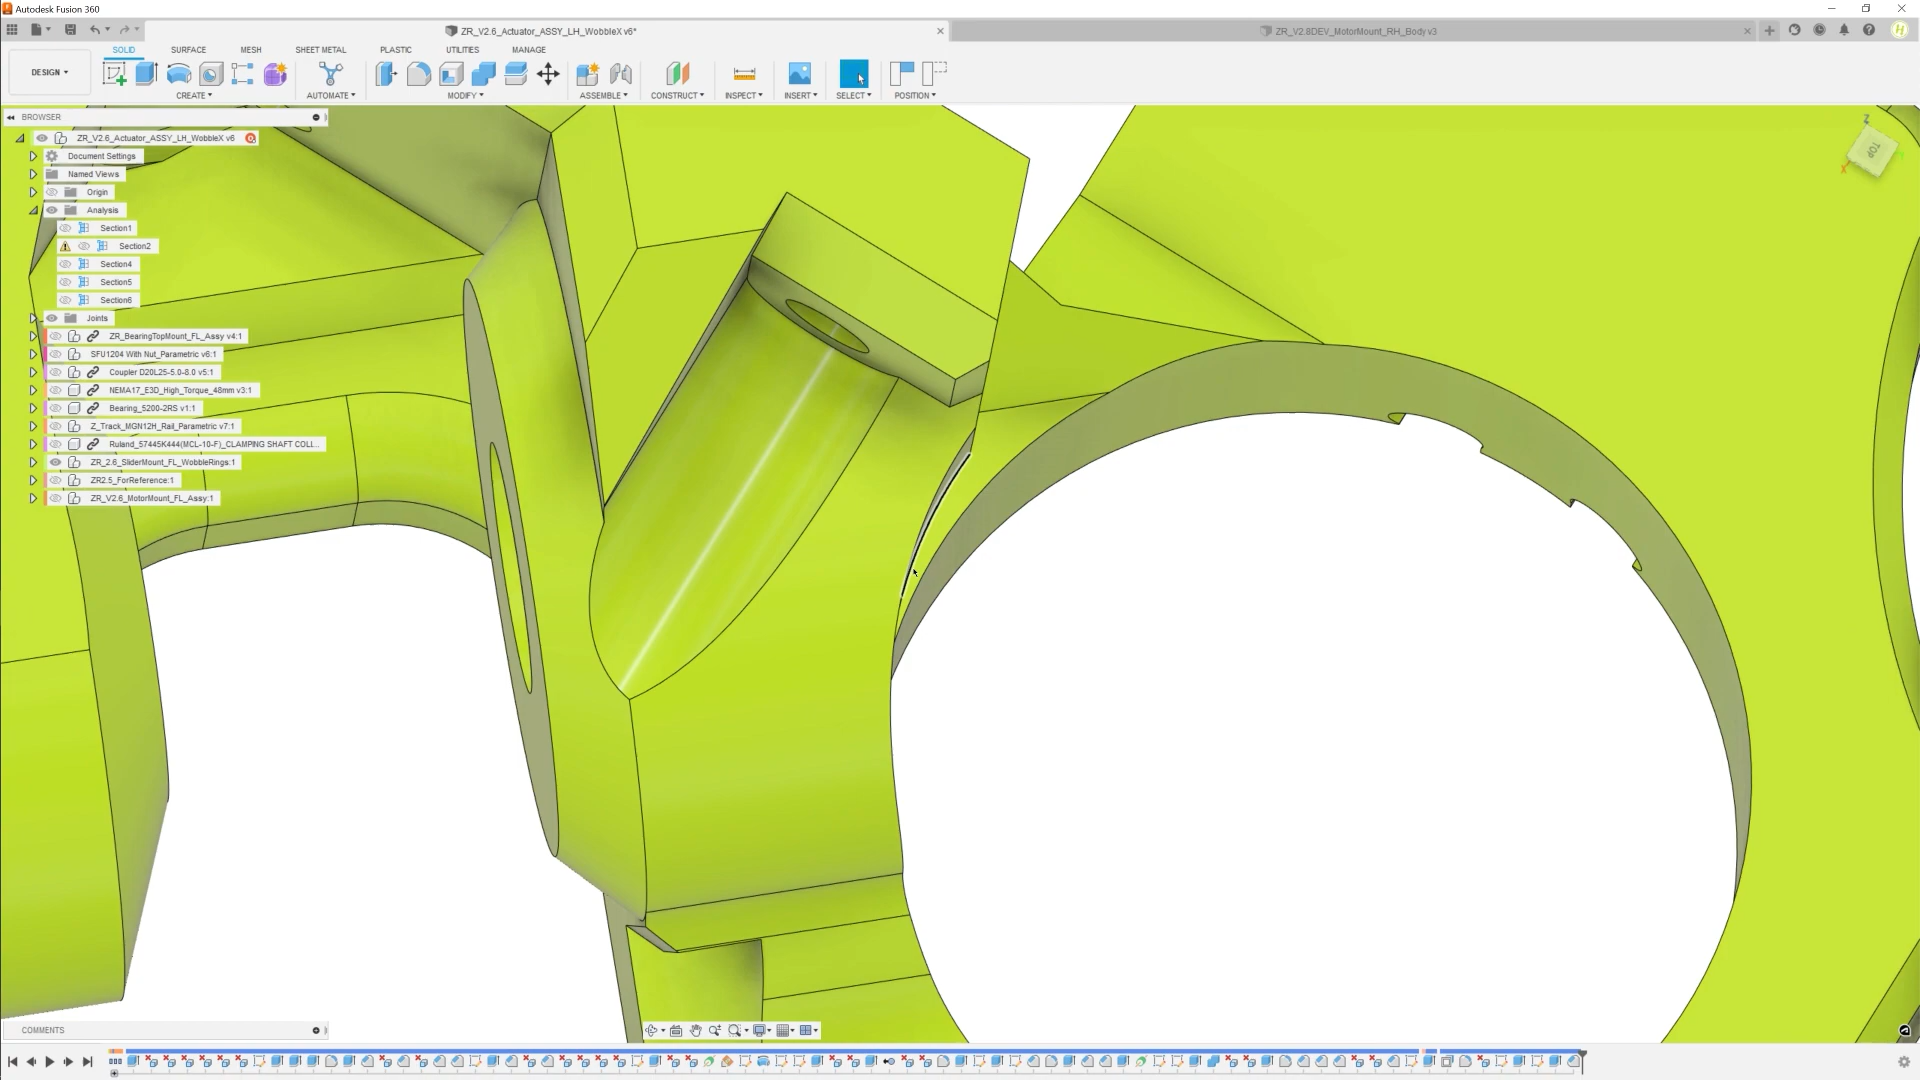 Autodesk Fusion 360
ZR_V2.6_Actuator_ASSY_LH_WobbleX v6*
ZR_V2.8DEV_MotorMount_RH_Body v3
SOLID SURFACE MESH SHEET METAL PLASTIC UTILITIES MANAGE
DESIGN
CREATE AUTOMATE MODIFY ASSEMBLE CONSTRUCT INSPECT INSERT SELECT POSITION
BROWSER
ZR_V2.6_Actuator_ASSY_LH_WobbleX v6
Document Settings
Named Views
Origin
Analysis
Section1
Section2
Section4
Section5
Section6
Joints
ZR_BearingTopMount_FL_Assy v4:1
SFU1204 With Nut_Parametric v6:1
Coupler D20L25-5.0-8.0 v5:1
NEMA17_E3D_High_Torque_48mm v3:1
Bearing_5200-2RS v1:1
Z_Track_MGN12H_Rail_Parametric v7:1
Ruland_57445K444(MCL-10-F)_CLAMPING SHAFT COLL...
ZR_2.6_SliderMount_FL_WobbleRings:1
ZR2.5_ForReference:1
ZR_V2.6_MotorMount_FL_Assy:1
Z
TOP
X
COMMENTS